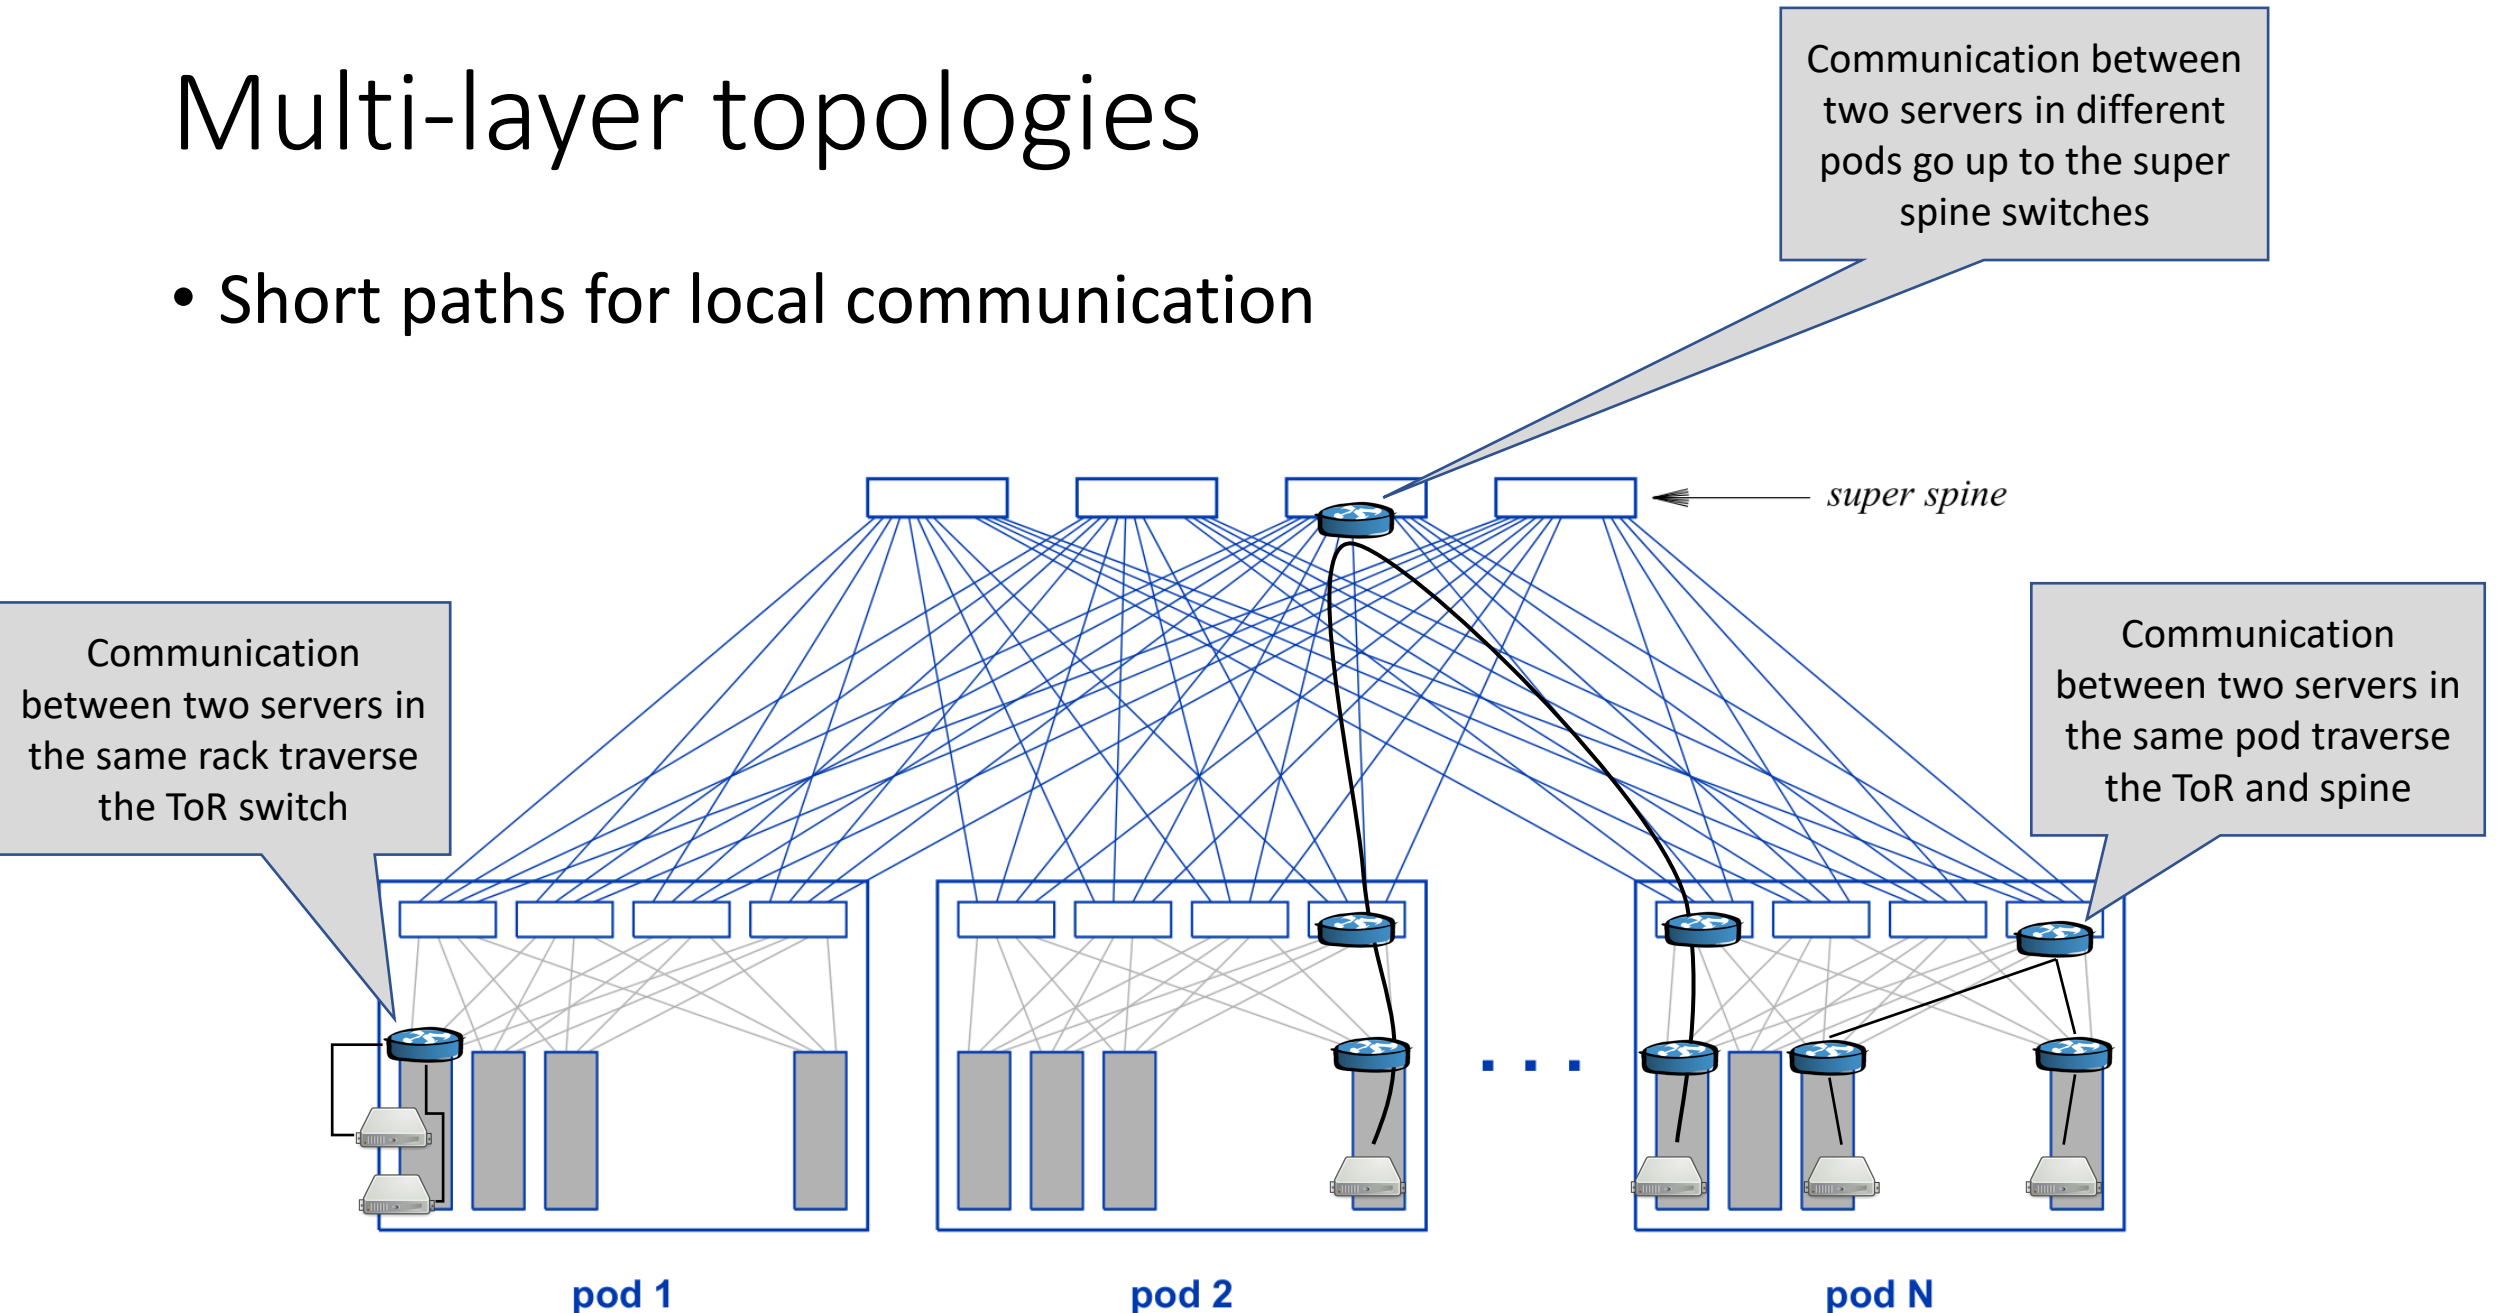 Multi-layer topologies
• Short paths for local communication
Communication between
two servers in different
pods go up to the super
spine switches
super spine
Communication
between two servers in
the same rack traverse
the ToR switch
Communication
between two servers in
the same pod traverse
the ToR and spine
. . .
pod 1
pod 2
pod N